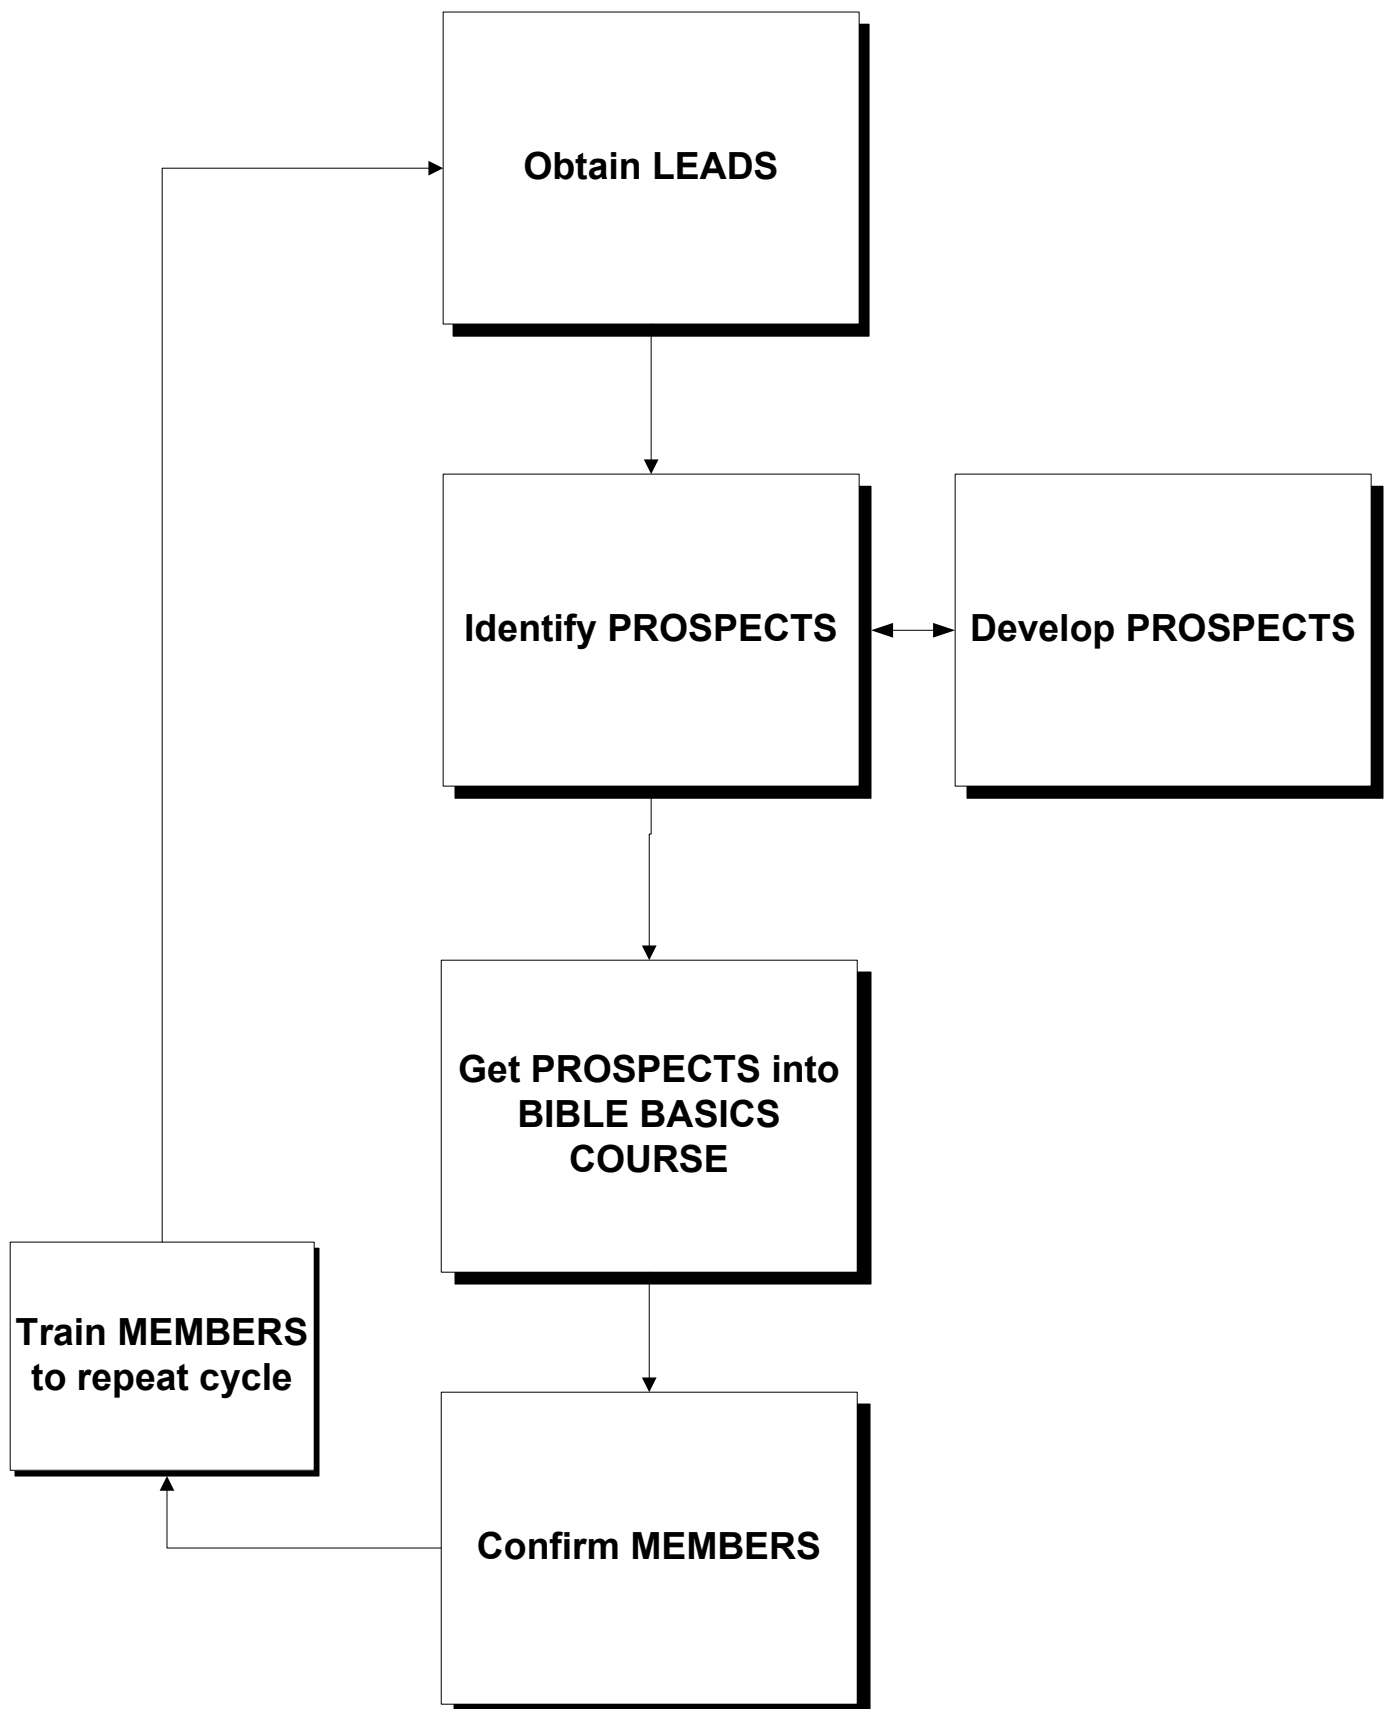 Obtain LEADS
Identify PROSPECTS
Develop PROSPECTS
Get PROSPECTS into
BIBLE BASICS
COURSE
Train MEMBERS
to repeat cycle
Confirm MEMBERS